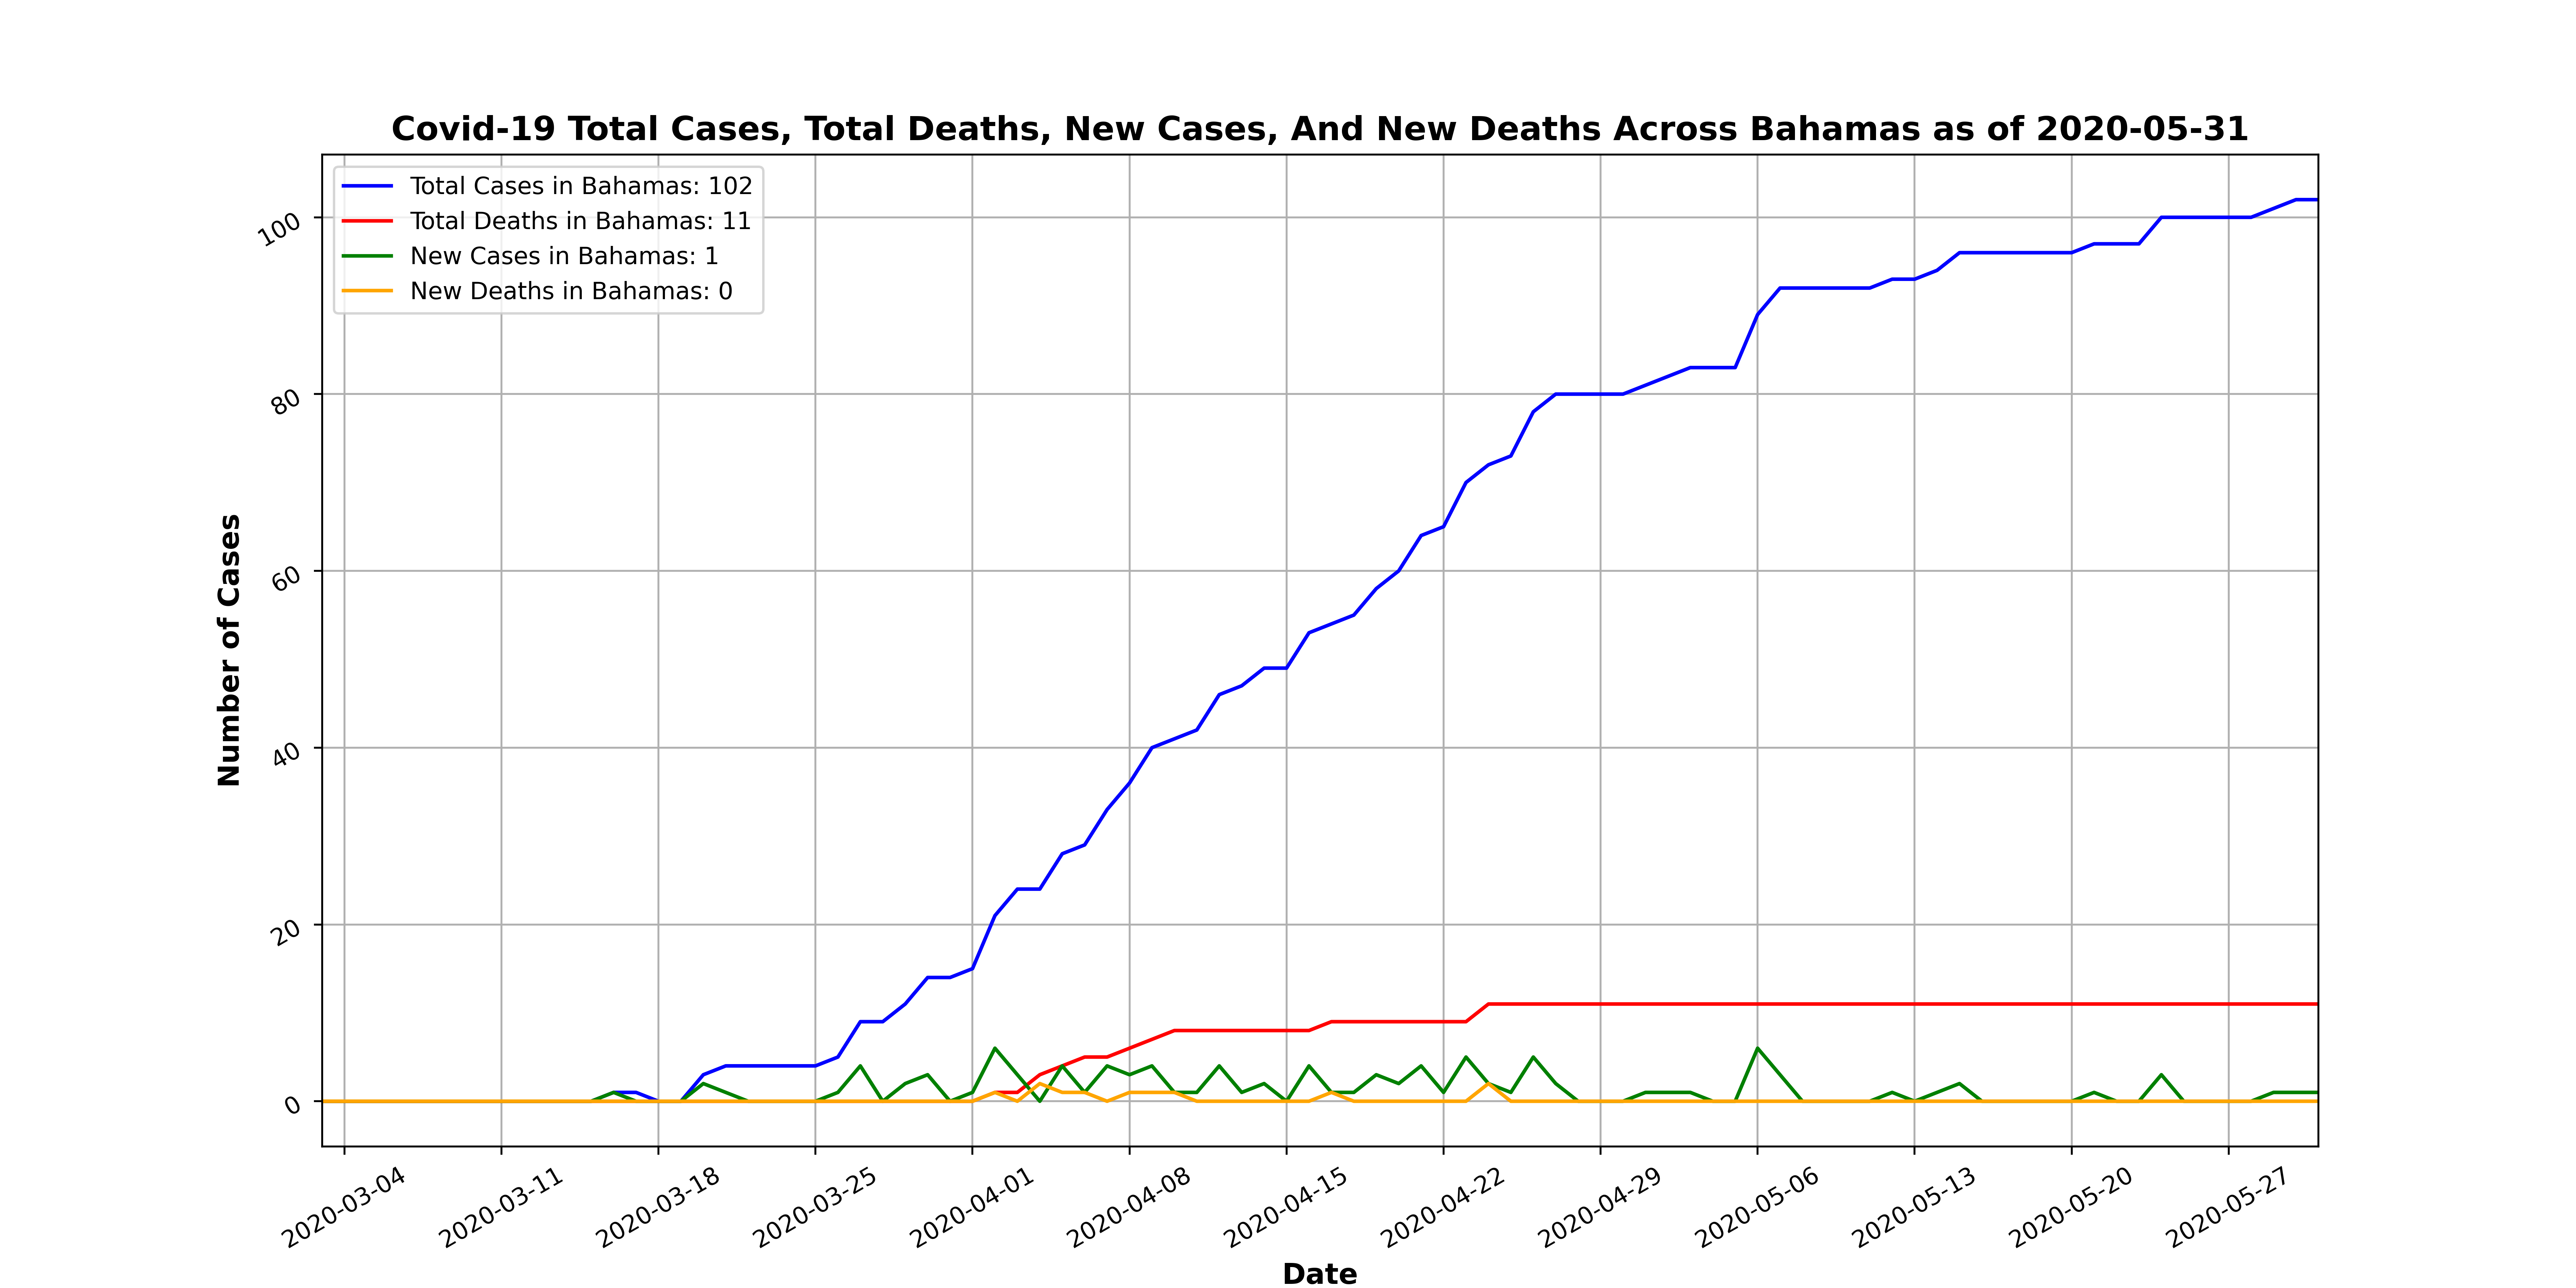 Covid-19 Total Cases, Total Deaths, New Cases, And New Deaths Across Bahamas as of 2020-05-31
Total Cases in Bahamas: 102
Total Deaths in Bahamas: 11
New Cases in Bahamas: 1
New Deaths in Bahamas: 0
Number of Cases
100
80
60
40
20
0
2020-03-04
2020-03-11
2020-03-18
2020-03-25
2020-04-01
2020-04-08
2020-04-15
2020-04-22
2020-04-29
2020-05-06
2020-05-13
2020-05-20
2020-05-27
Date